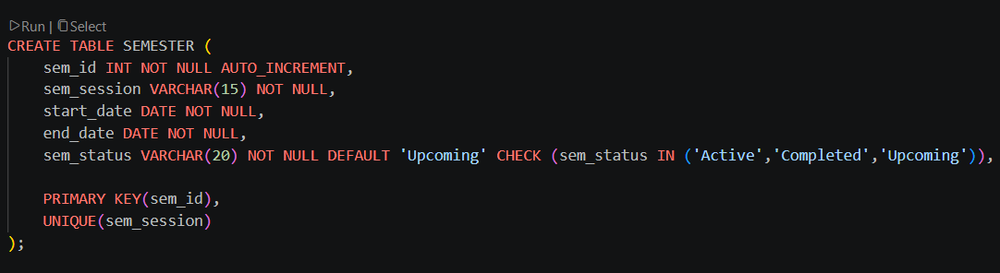 Run | Select
CREATE TABLE SEMESTER (
    sem_id INT NOT NULL AUTO_INCREMENT,
    sem_session VARCHAR(15) NOT NULL,
    start_date DATE NOT NULL,
    end_date DATE NOT NULL,
    sem_status VARCHAR(20) NOT NULL DEFAULT 'Upcoming' CHECK (sem_status IN ('Active','Completed','Upcoming')),
    PRIMARY KEY(sem_id),
    UNIQUE(sem_session)
);